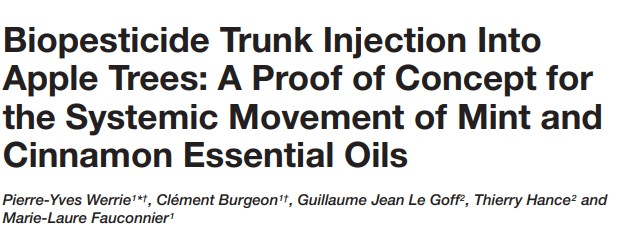 Biopesticide Trunk Injection Into
Apple Trees: A Proof of Concept for
the Systemic Movement of Mint and
Cinnamon Essential Oils
Pierre-Yves Werrie¹*†, Clément Burgeon¹†, Guillaume Jean Le Goff², Thierry Hance² and
Marie-Laure Fauconnier¹